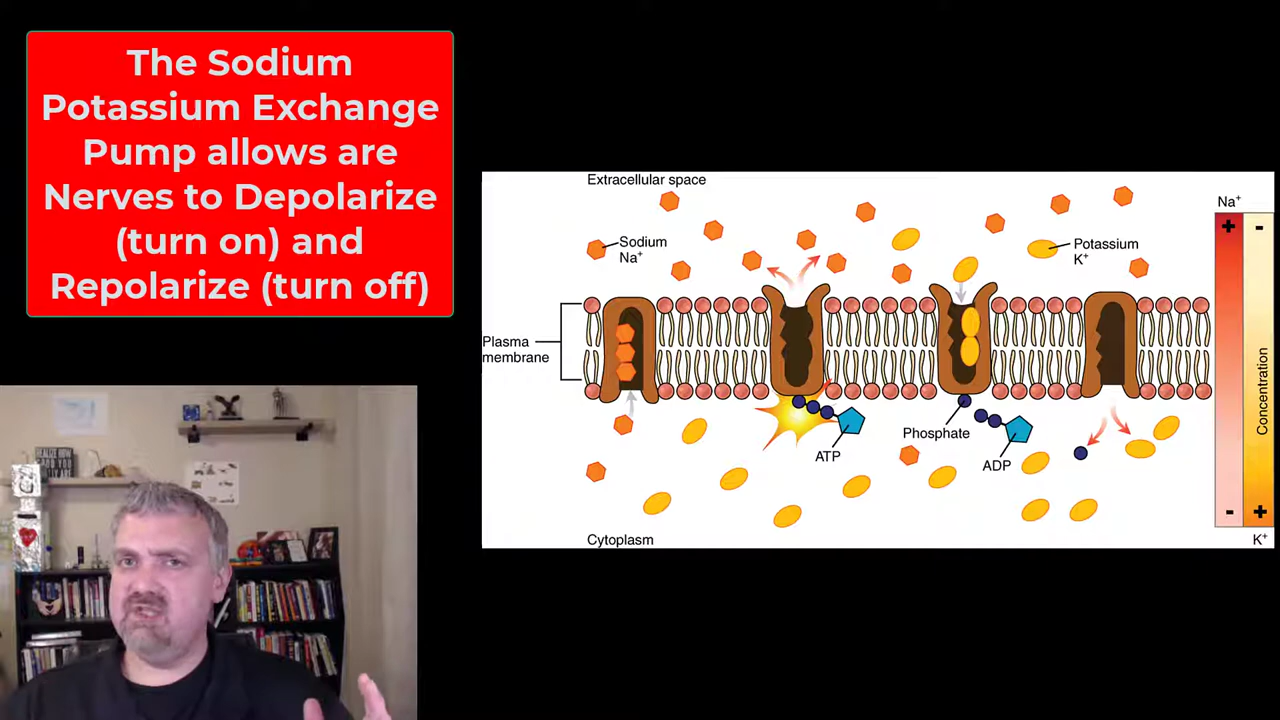 The Sodium
Potassium Exchange
Pump allows are
Nerves to Depolarize
(turn on) and
Repolarize (turn off)
Extracellular space
Na⁺
+
-
Sodium
Na⁺
Potassium
K⁺
Plasma
membrane
Concentration
Phosphate
ATP
ADP
-
+
Cytoplasm
K⁺